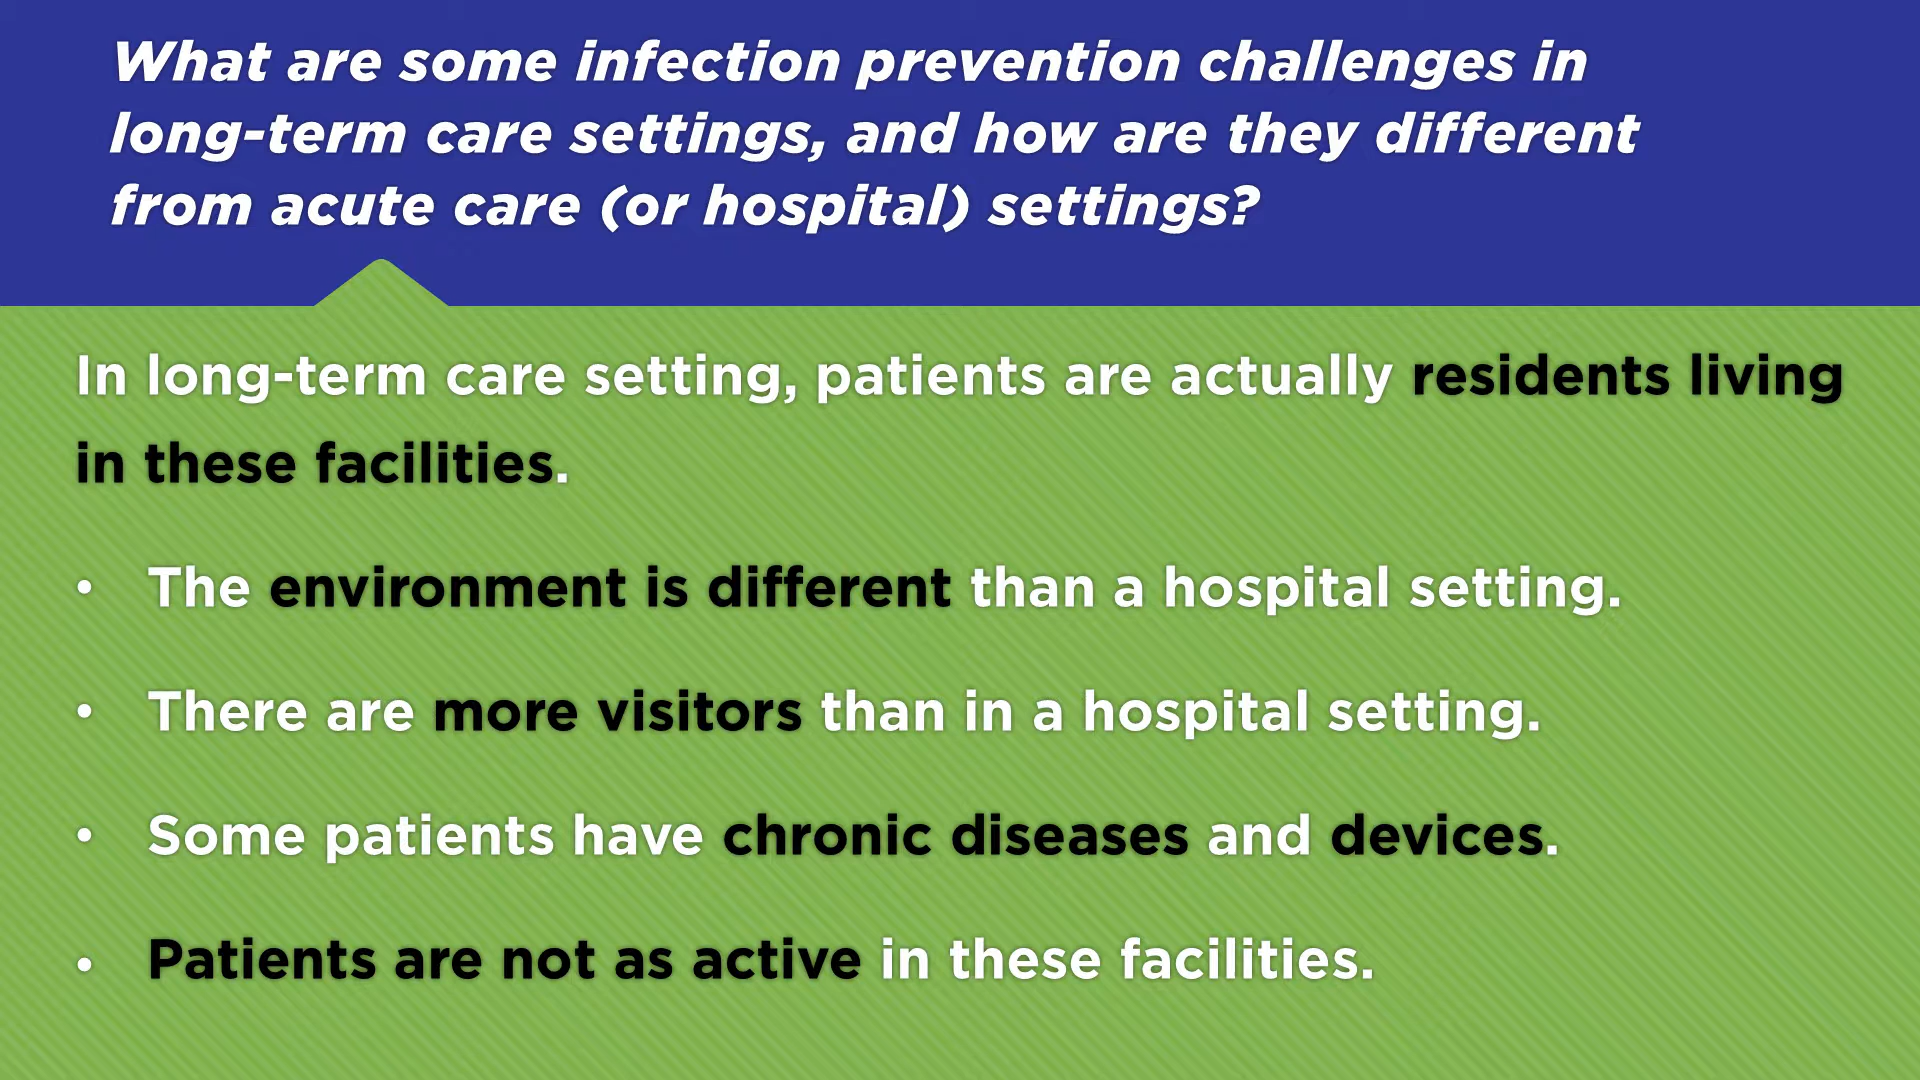 What are some infection prevention challenges in
long-term care settings, and how are they different
from acute care (or hospital) settings?
In long-term care setting, patients are actually residents living
in these facilities.
• The environment is different than a hospital setting.
• There are more visitors than in a hospital setting.
• Some patients have chronic diseases and devices.
• Patients are not as active in these facilities.